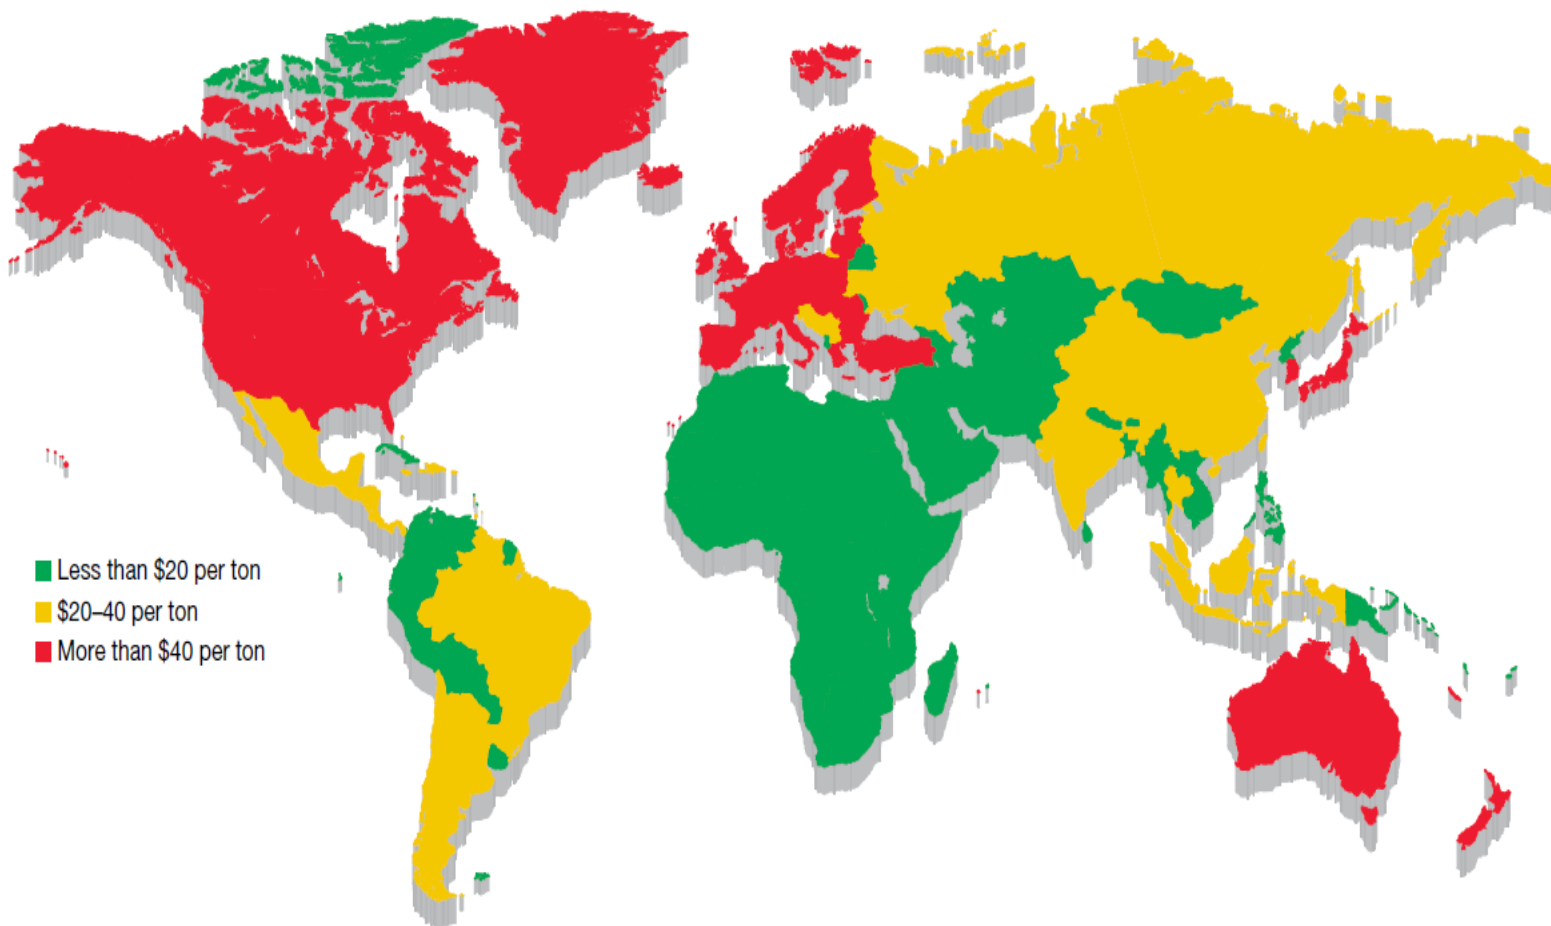 Less than $20 per ton
$20–40 per ton
More than $40 per ton